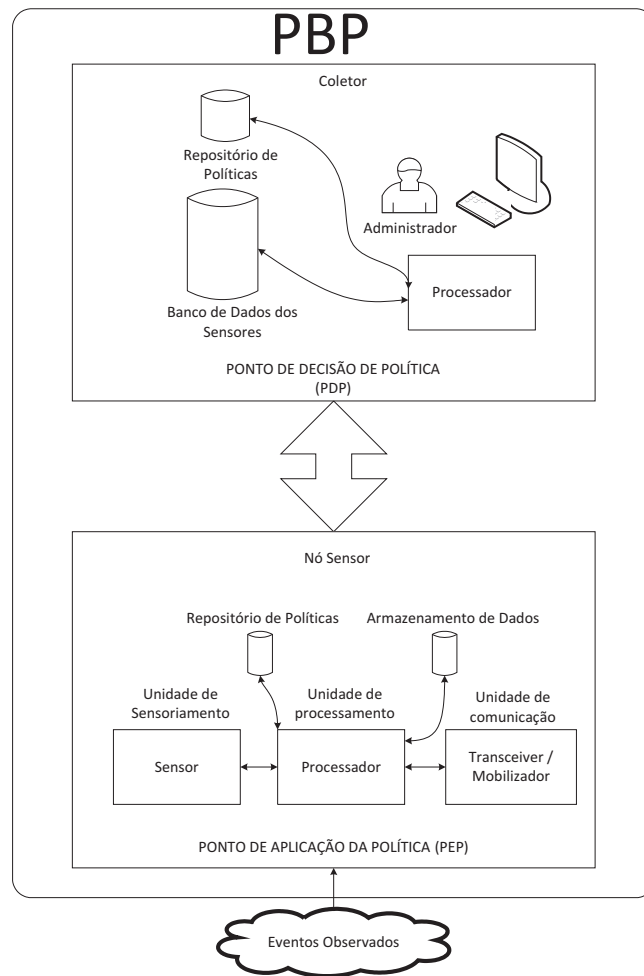 PBP
Coletor
Repositório de
Políticas
Administrador
Banco de Dados dos
Sensores
Processador
PONTO DE DECISÃO DE POLÍTICA
(PDP)
Nó Sensor
Repositório de Políticas
Armazenamento de Dados
Unidade de
Sensoriamento
Unidade de
processamento
Unidade de
comunicação
Sensor
Processador
Transceiver /
Mobilizador
PONTO DE APLICAÇÃO DA POLÍTICA (PEP)
Eventos Observados